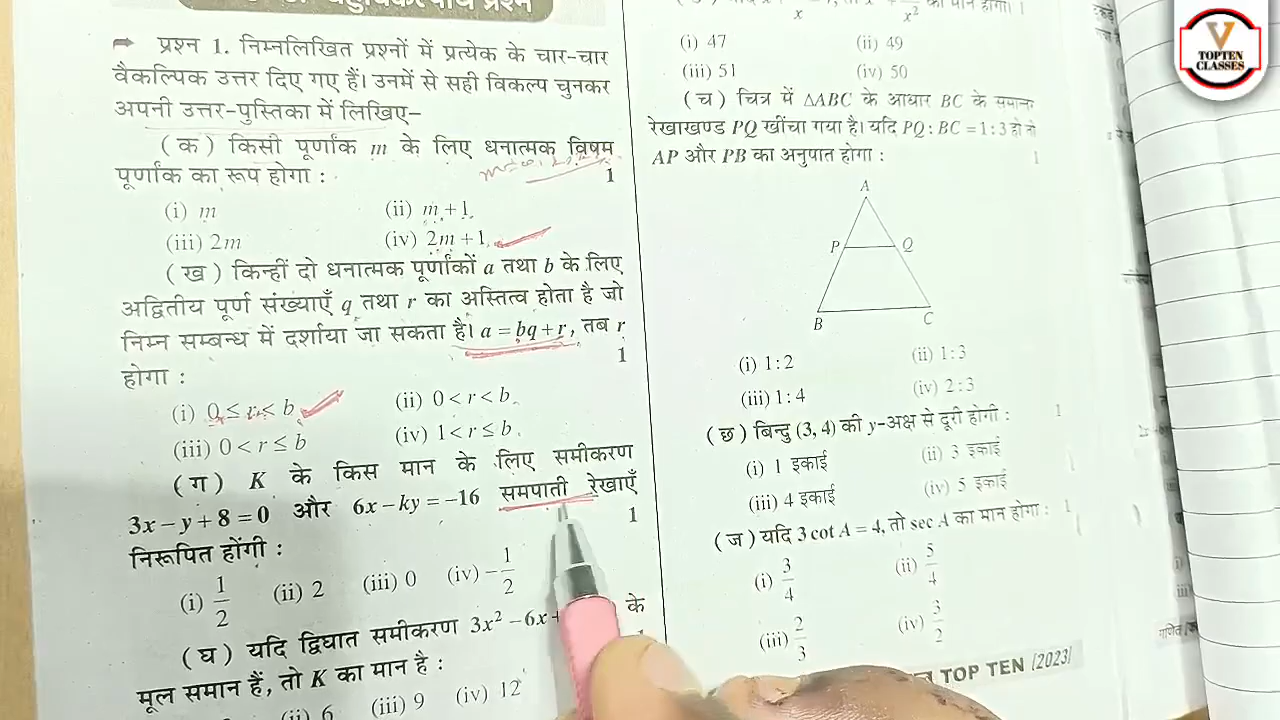 ➡ प्रश्न 1. निम्नलिखित प्रश्नों में प्रत्येक के चार-चार
वैकल्पिक उत्तर दिए गए हैं। उनमें से सही विकल्प चुनकर
अपनी उत्तर-पुस्तिका में लिखिए–
(क) किसी पूर्णांक m के लिए धनात्मक विषम
पूर्णांक का रूप होगा : 1
(i) m (ii) m + 1
(iii) 2m (iv) 2m + 1
(ख) किन्हीं दो धनात्मक पूर्णांकों a तथा b के लिए
अद्वितीय पूर्ण संख्याएँ q तथा r का अस्तित्व होता है जो
निम्न सम्बन्ध में दर्शाया जा सकता है। a = bq + r, तब r
होगा : 1
(i) 0 ≤ r < b (ii) 0 < r < b
(iii) 0 < r ≤ b (iv) 1 < r ≤ b
(ग) K के किस मान के लिए समीकरण
3x – y + 8 = 0 और 6x – ky = –16 समपाती रेखाएँ
निरूपित होंगी : 1
(i) 1/2 (ii) 2 (iii) 0 (iv) –1/2
(घ) यदि द्विघात समीकरण 3x² – 6x + के
मूल समान हैं, तो K का मान है :
(ii) 6 (iii) 9 (iv) 12
(i) 47 (ii) 49
(iii) 51 (iv) 50
(च) चित्र में ΔABC के आधार BC के समान्तर
रेखाखण्ड PQ खींचा गया है। यदि PQ : BC = 1 : 3 हो तो
AP और PB का अनुपात होगा : 1
A
P Q
B C
(i) 1 : 2 (ii) 1 : 3
(iii) 1 : 4 (iv) 2 : 3
(छ) बिन्दु (3, 4) की y-अक्ष से दूरी होगी : 1
(i) 1 इकाई (ii) 3 इकाई
(iii) 4 इकाई (iv) 5 इकाई
(ज) यदि 3 cot A = 4, तो sec A का मान होगा : 1
(i) 3/4 (ii) 5/4
(iii) 2/3 (iv) 3/2
TOP TEN [2023]
V
TOPTEN
CLASSES